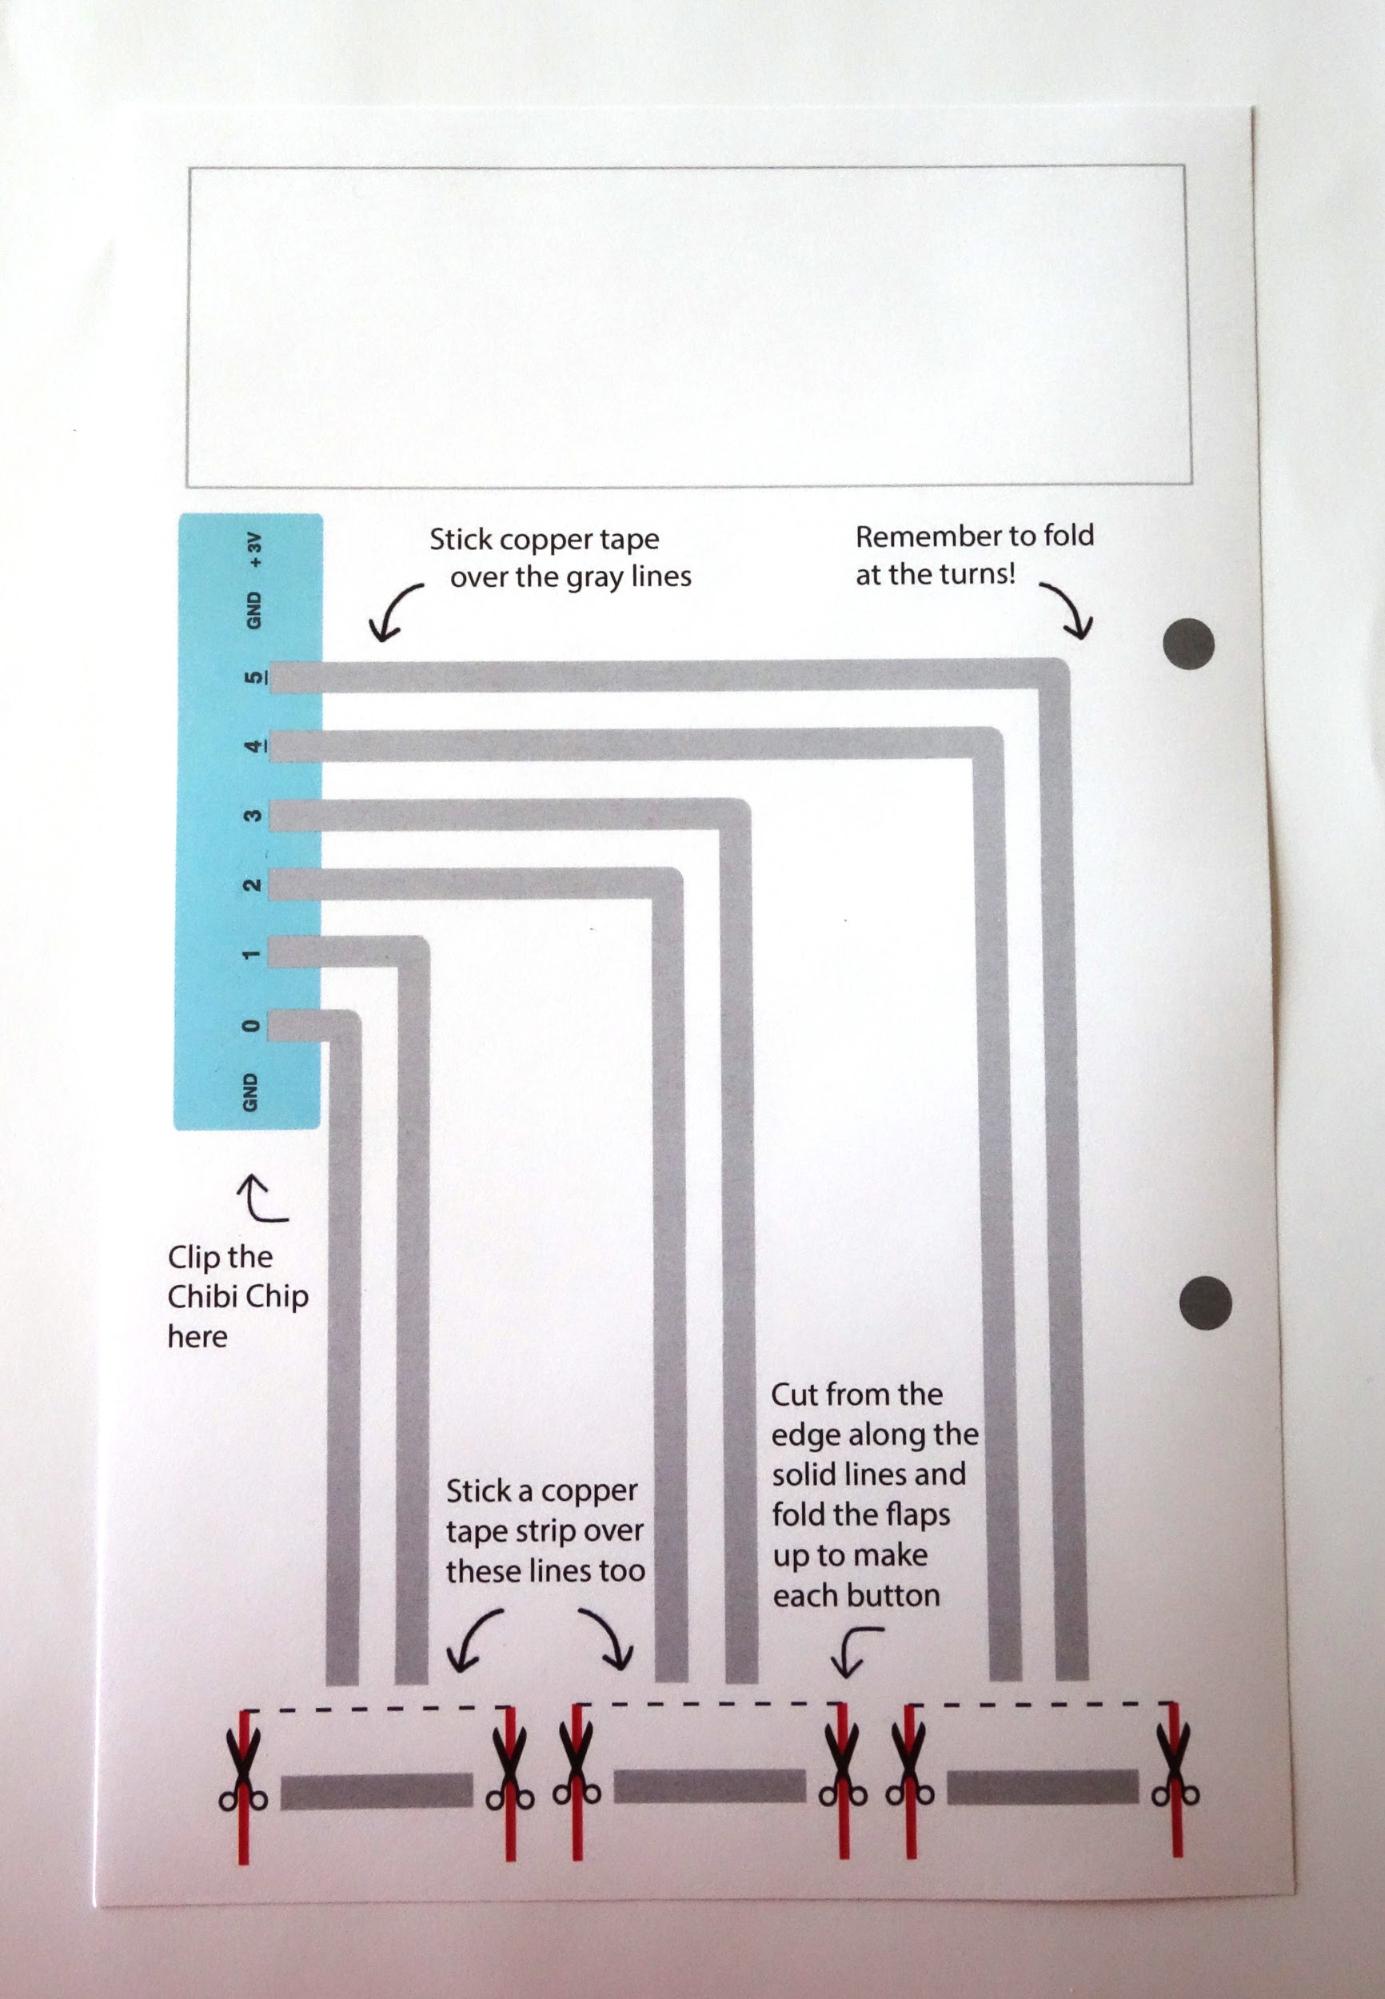 Stick copper tape
over the gray lines
Remember to fold
at the turns!
+ 3V
GND
5
4
3
2
1
0
GND
Clip the
Chibi Chip
here
Stick a copper
tape strip over
these lines too
Cut from the
edge along the
solid lines and
fold the flaps
up to make
each button